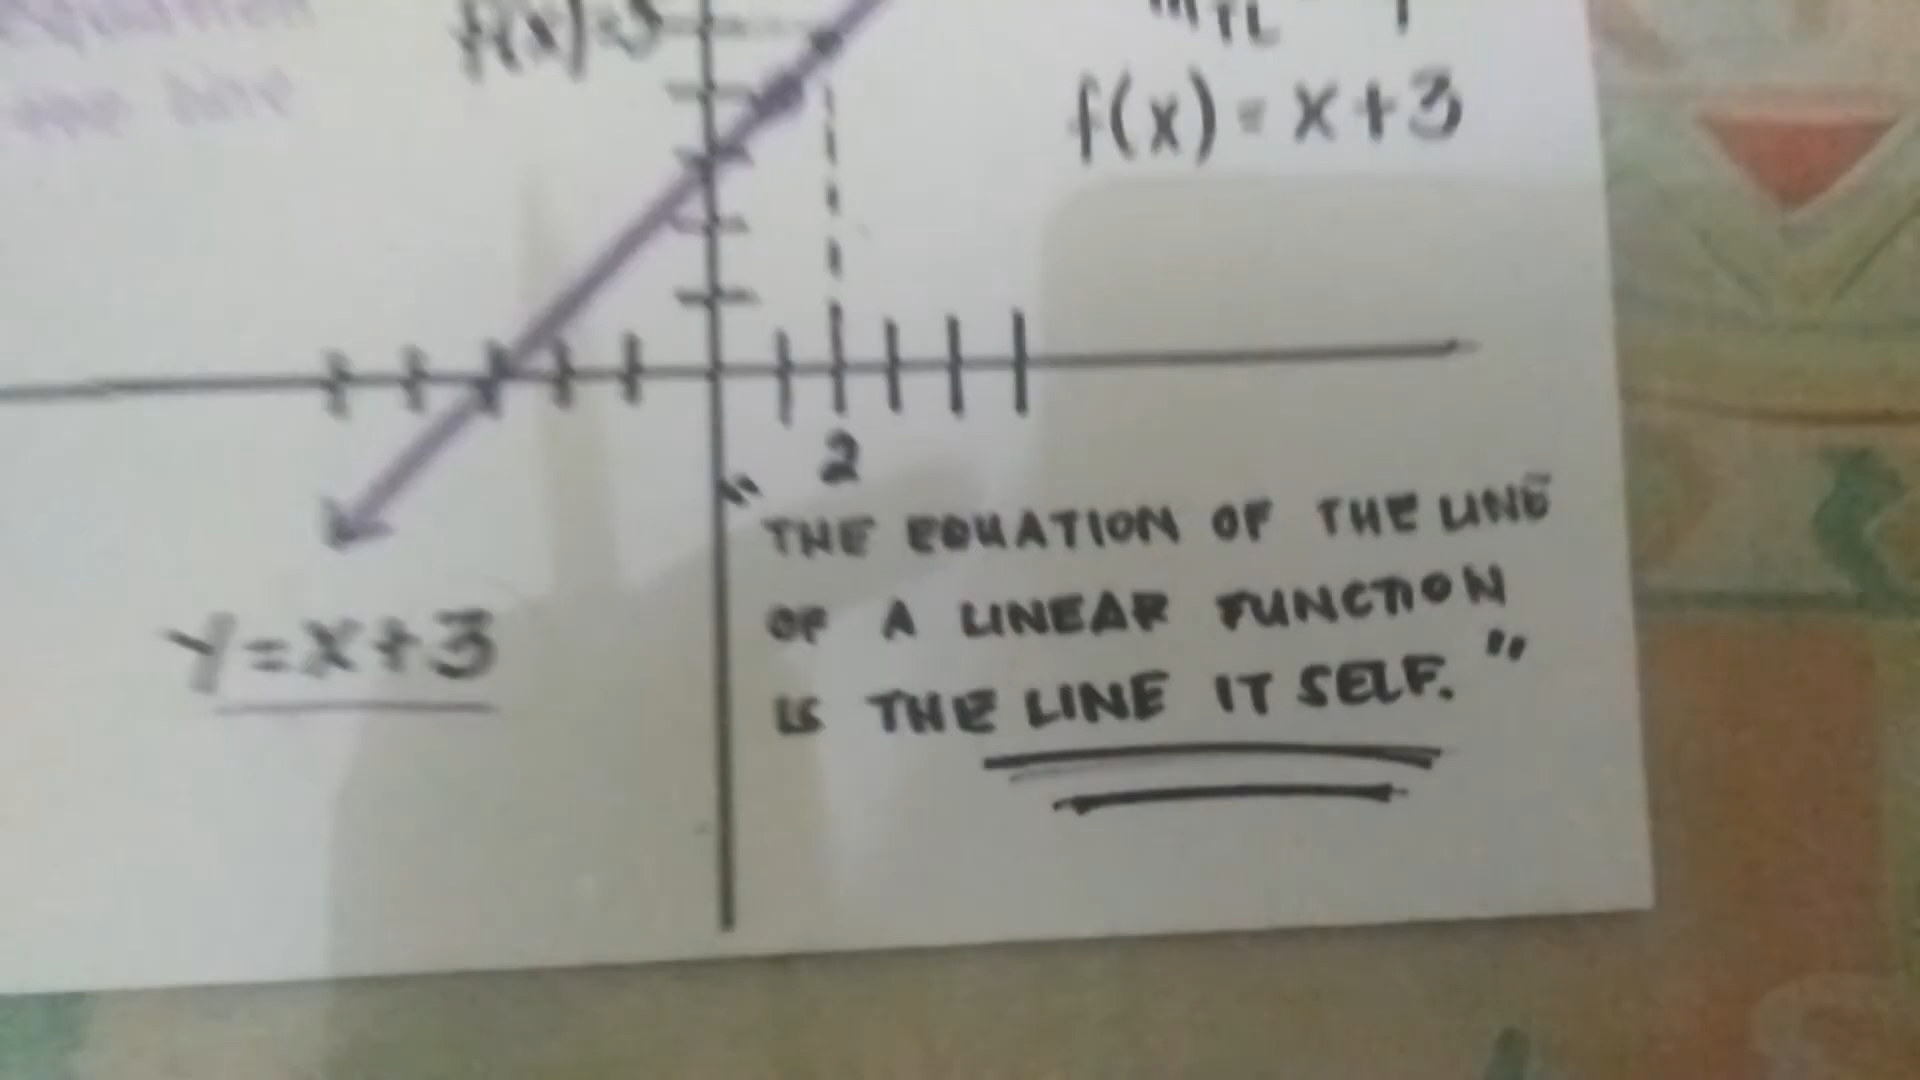 f(x)=5
f(x) = x+3
2
Y=x+3
"THE EQUATION OF THE LINE
OF A LINEAR FUNCTION
IS THE LINE IT SELF."